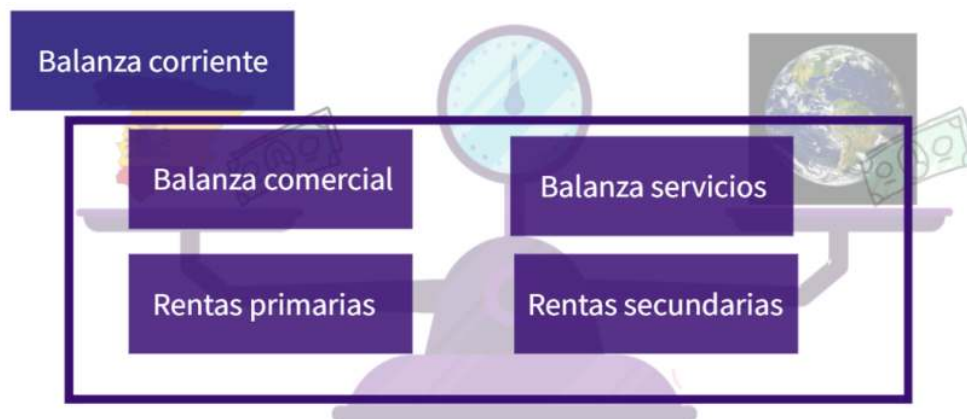 Balanza corriente
Balanza comercial
Balanza servicios
Rentas primarias
Rentas secundarias